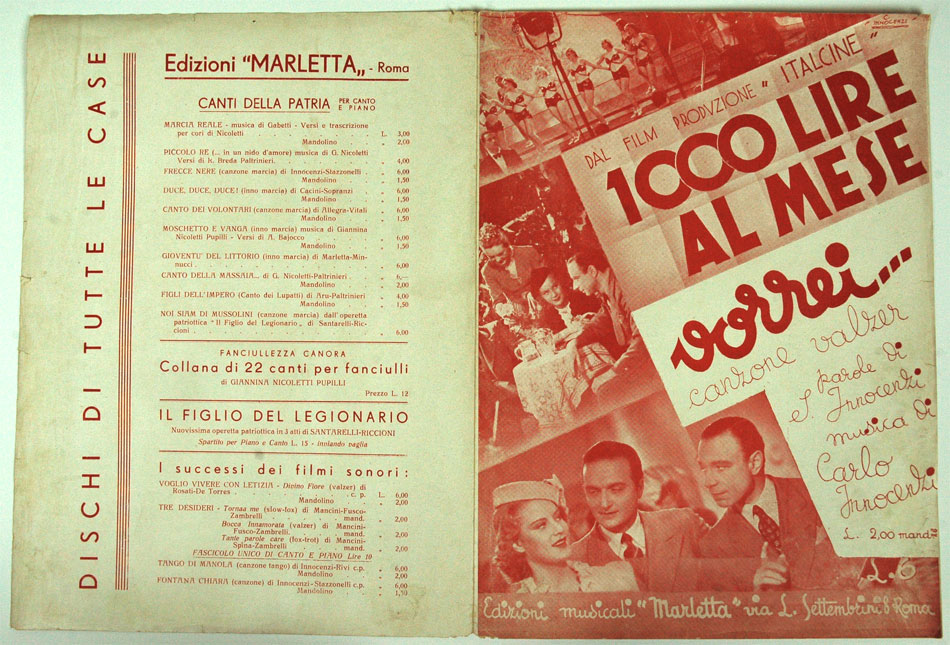 DISCHI DI TUTTE LE CASE
Edizioni "MARLETTA„ - Roma
CANTI DELLA PATRIA PER CANTO E PIANO
MARCIA REALE - musica di Gabetti - Versi e trascrizione
per cori di Nicoletti L. 3,00
Mandolino „ 2,00
PICCOLO RE (... in un nido d'amore) musica di G. Nicoletti
Versi di R. Breda Paltrinieri. „ 4,00
FRECCE NERE (canzone marcia) di Innocenzi-Stazzonelli . „ 6,00
Mandolino „ 1,50
DUCE, DUCE, DUCE! (inno marcia) di Cacini-Sopranzi . „ 6,00
Mandolino „ 1,50
CANTO DEI VOLONTARI (canzone marcia) di Allegra-Vitali „ 6,00
Mandolino „ 1,50
MOSCHETTO E VANGA (inno marcia) musica di Giannina
Nicoletti Pupilli - Versi di A. Bajocco „ 6,00
Mandolino „ 1,50
GIOVENTU' DEL LITTORIO (inno marcia) di Marletta-Min-
nucci „ 6,00
CANTO DELLA MASSAIA... di G. Nicoletti-Paltrinieri . „ 6,—
Mandolino „ 2,00
FIGLI DELL'IMPERO (Canto dei Lupatti) di Aru-Paltrinieri „ 4,00
Mandolino „ 1,50
NOI SIAM DI MUSSOLINI (canzone marcia) dall'operetta
patriottica "Il Figlio del Legionario„ di Santarelli-Ric-
cioni „ 6,00
FANCIULLEZZA CANORA
Collana di 22 canti per fanciulli
di GIANNINA NICOLETTI PUPILLI
Prezzo L. 12
IL FIGLIO DEL LEGIONARIO
Nuovissima operetta patriottica in 3 atti di SANTARELLI-RICCIONI
Spartito per Piano e Canto L. 15 - inviando vaglia
I successi dei filmi sonori:
VOGLIO VIVERE CON LETIZIA - Divino Fiore (valzer) di
Rosati-De Torres c.p. L. 6,00
Mandolino „ 2,00
TRE DESIDERI - Tornaa me (slow-fox) di Mancini-Fusco-
Zambrelli mand. „ 2,00
Bocca Innamorata (valzer) di Mancini-
Fusco-Zambrelli. mand. „ 2,00
Tante parole care (fox-trot) di Mancini-
Spina-Zambrelli mand. „ 2,00
FASCICOLO UNICO DI CANTO E PIANO Lire 10
TANGO DI MANOLA (canzone tango) di Innocenzi-Rivi c.p. „ 6,00
Mandolino „ 2,00
FONTANA CHIARA (canzone) di Innocenzi-Stazzonelli c.p. „ 6,00
Mandolino „ 1,50
C. INNOCENZI
DAL FILM PRODUZIONE "ITALCINE"
1000 LIRE
AL MESE
vorrei...
canzone valzer
parole di
S. Innocenzi
musica di
Carlo
Innocenzi
L. 2,00 mand.
L. 6
Edizioni musicali "Marletta" via L. Settembrini 8 Roma